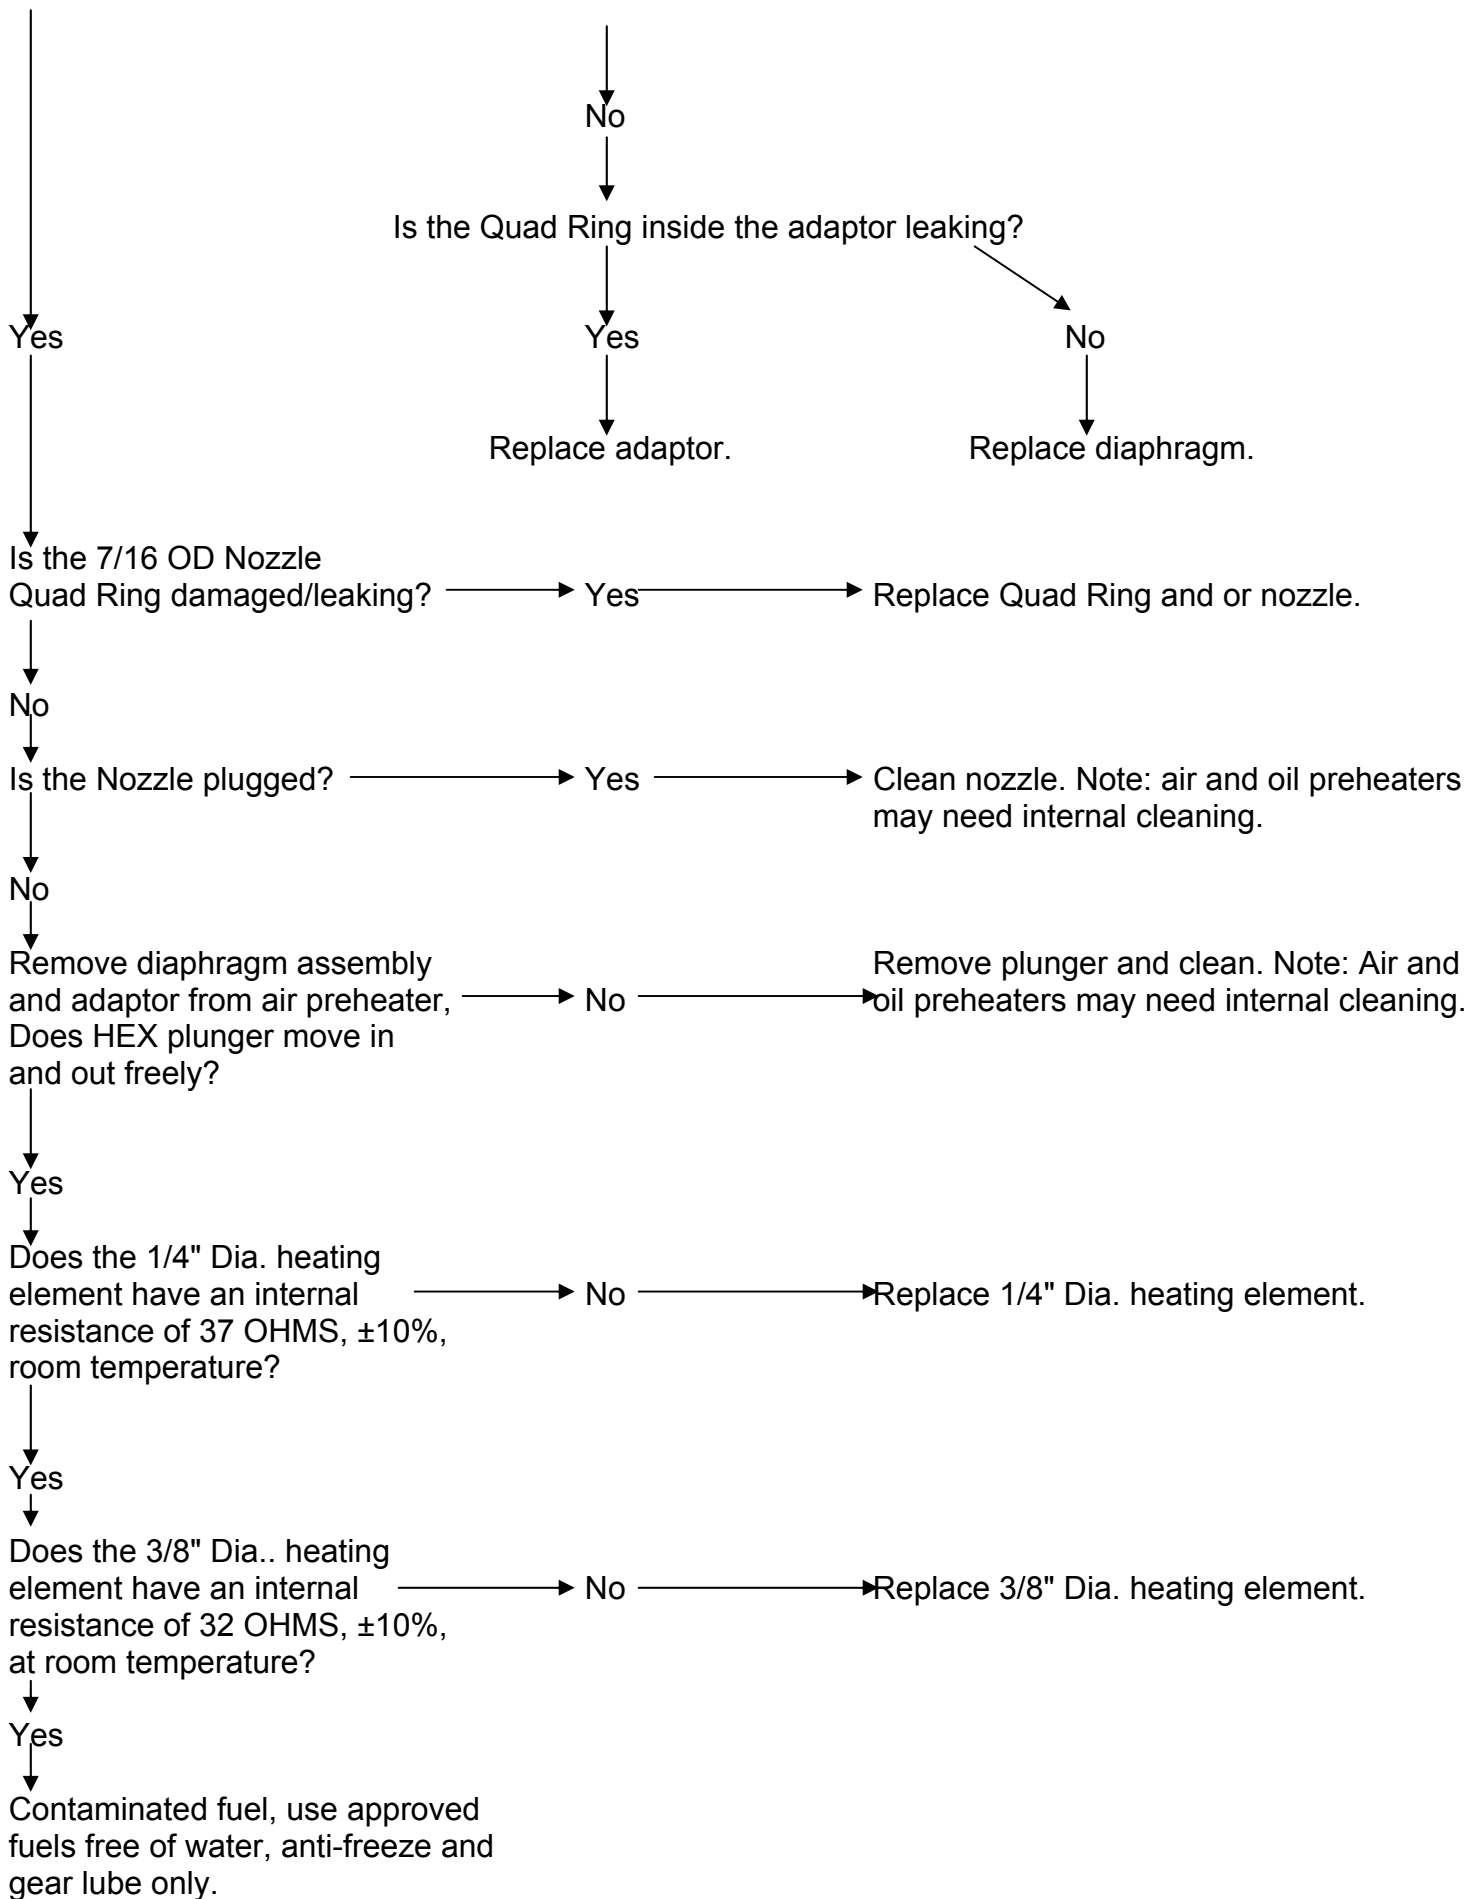 No
Is the Quad Ring inside the adaptor leaking?
Yes
Yes
No
Replace adaptor.
Replace diaphragm.
Is the 7/16 OD Nozzle
Quad Ring damaged/leaking?
Yes
Replace Quad Ring and or nozzle.
No
Is the Nozzle plugged?
Yes
Clean nozzle. Note: air and oil preheaters
may need internal cleaning.
No
Remove diaphragm assembly
and adaptor from air preheater,
Does HEX plunger move in
and out freely?
No
Remove plunger and clean. Note: Air and
oil preheaters may need internal cleaning.
Yes
Does the 1/4" Dia. heating
element have an internal
resistance of 37 OHMS, ±10%,
room temperature?
No
Replace 1/4" Dia. heating element.
Yes
Does the 3/8" Dia.. heating
element have an internal
resistance of 32 OHMS, ±10%,
at room temperature?
No
Replace 3/8" Dia. heating element.
Yes
Contaminated fuel, use approved
fuels free of water, anti-freeze and
gear lube only.